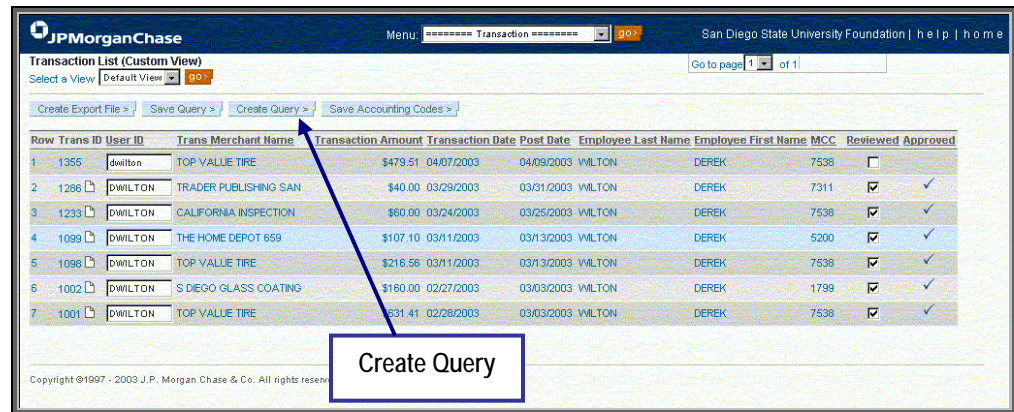 JPMorganChase Menu: ======== Transaction ======== go> San Diego State University Foundation | h e l p | h o m e
Transaction List (Custom View) Go to page 1 of 1
Select a View Default View go>
Create Export File > Save Query > Create Query > Save Accounting Codes >
Row Trans ID User ID Trans Merchant Name Transaction Amount Transaction Date Post Date Employee Last Name Employee First Name MCC Reviewed Approved
1 1355 dwilton TOP VALUE TIRE $479.51 04/07/2003 04/09/2003 WILTON DEREK 7538
2 1286 DWILTON TRADER PUBLISHING SAN $40.00 03/29/2003 03/31/2003 WILTON DEREK 7311
3 1233 DWILTON CALIFORNIA INSPECTION $60.00 03/24/2003 03/25/2003 WILTON DEREK 7538
4 1099 DWILTON THE HOME DEPOT 659 $107.10 03/11/2003 03/13/2003 WILTON DEREK 5200
5 1098 DWILTON TOP VALUE TIRE $216.56 03/11/2003 03/13/2003 WILTON DEREK 7538
6 1002 DWILTON S DIEGO GLASS COATING $160.00 02/27/2003 03/03/2003 WILTON DEREK 1799
7 1001 DWILTON TOP VALUE TIRE $631.41 02/28/2003 03/03/2003 WILTON DEREK 7538
Create Query
Copyright ©1997 - 2003 J.P. Morgan Chase & Co. All rights reserv